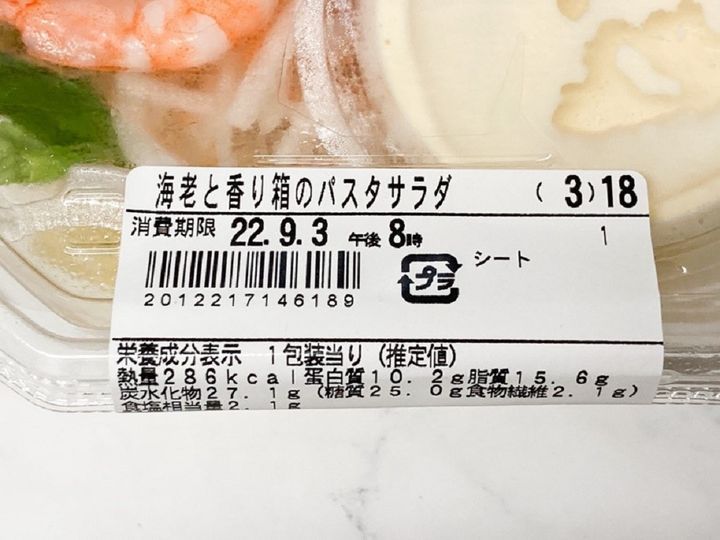 海老と香り箱のパスタサラダ (3)18
消費期限 22.9.3 午後8時 1
プラ シート
2012217146189
栄養成分表示 1包装当り(推定値)
熱量286kcal蛋白質10.2g脂質15.6g
炭水化物27.1g(糖質25.0g食物繊維2.1g)
食塩相当量2.1g